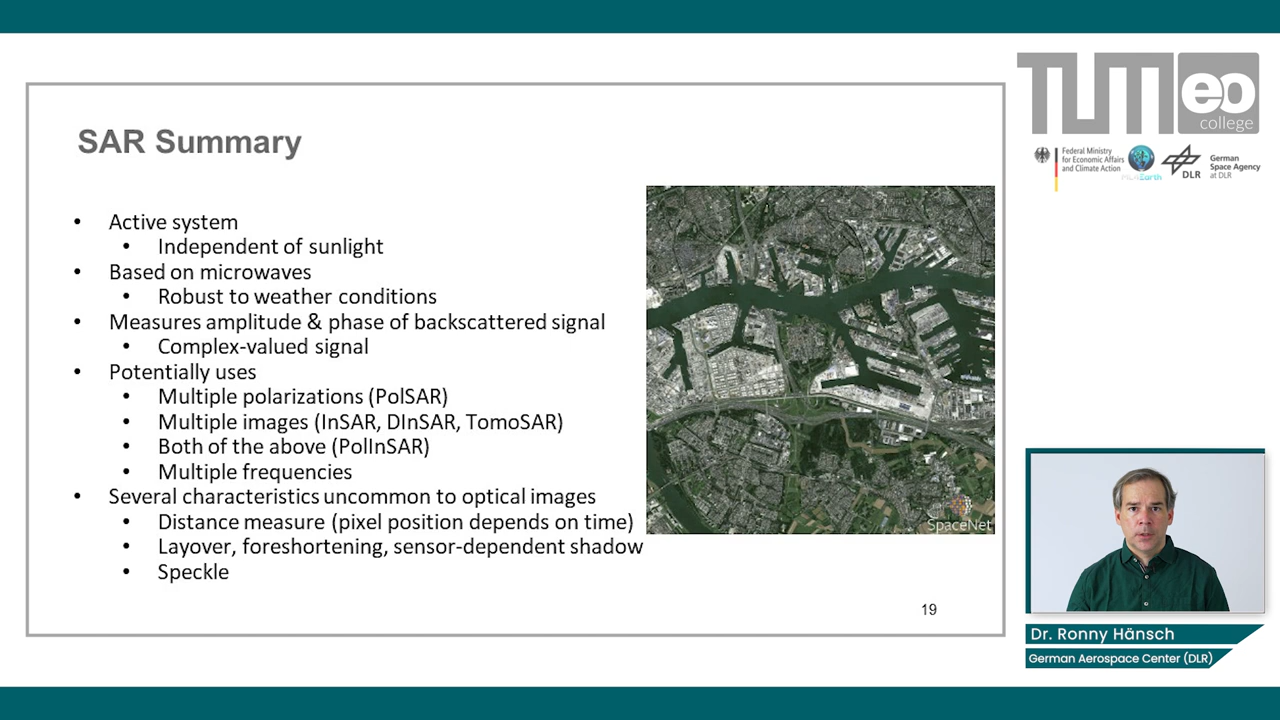 TUM eo
college
Federal Ministry
for Economic Affairs
and Climate Action
DLR
German
Space Agency
at DLR
SAR Summary
• Active system
• Independent of sunlight
• Based on microwaves
• Robust to weather conditions
• Measures amplitude & phase of backscattered signal
• Complex-valued signal
• Potentially uses
• Multiple polarizations (PolSAR)
• Multiple images (InSAR, DInSAR, TomoSAR)
• Both of the above (PolInSAR)
• Multiple frequencies
• Several characteristics uncommon to optical images
• Distance measure (pixel position depends on time)
• Layover, foreshortening, sensor-dependent shadow
• Speckle
SpaceNet
19
Dr. Ronny Hänsch
German Aerospace Center (DLR)